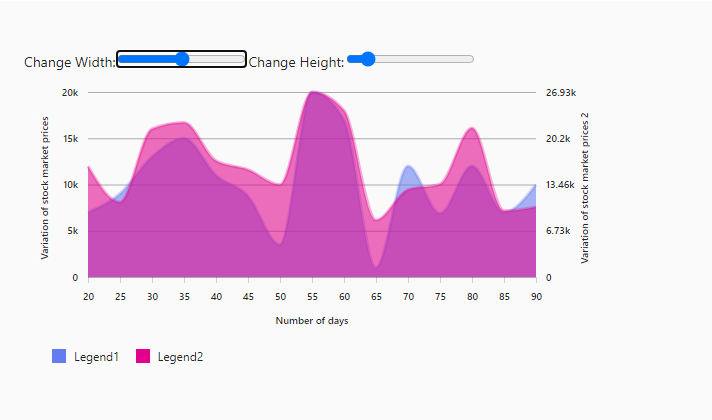 Change Width: Change Height:
20k 26.93k
15k 20.2k
10k 13.46k
5k 6.73k
0 0
Variation of stock market prices
Variation of stock market prices 2
20 25 30 35 40 45 50 55 60 65 70 75 80 85 90
Number of days
Legend1 Legend2